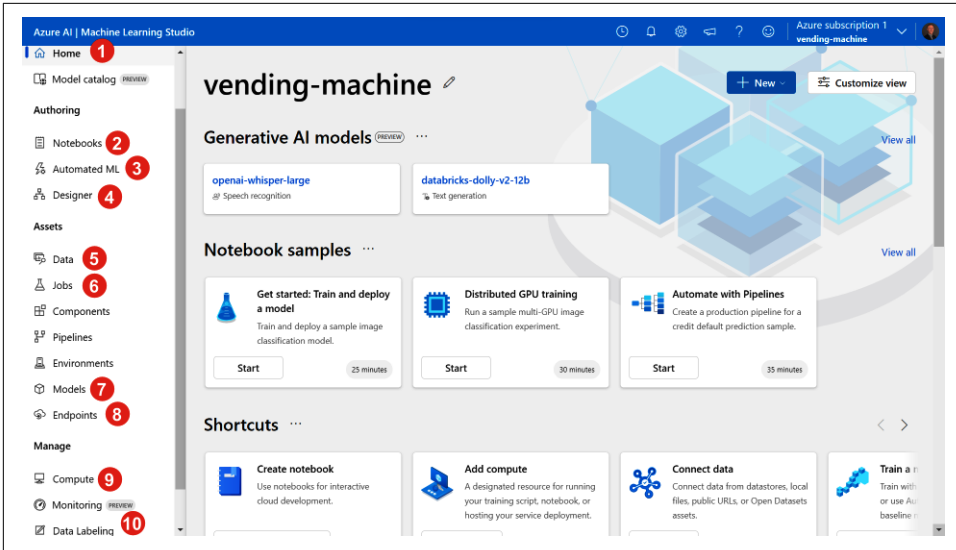 Azure AI | Machine Learning Studio
Azure subscription 1
vending-machine
Home 1
Model catalog PREVIEW
Authoring
Notebooks 2
Automated ML 3
Designer 4
Assets
Data 5
Jobs 6
Components
Pipelines
Environments
Models 7
Endpoints 8
Manage
Compute 9
Monitoring PREVIEW
10
Data Labeling
vending-machine
+ New
Customize view
Generative AI models PREVIEW ...
View all
openai-whisper-large
Speech recognition
databricks-dolly-v2-12b
Text generation
Notebook samples ...
View all
Get started: Train and deploy
a model
Train and deploy a sample image
classification model.
Start
25 minutes
Distributed GPU training
Run a sample multi-GPU image
classification experiment.
Start
30 minutes
Automate with Pipelines
Create a production pipeline for a
credit default prediction sample.
Start
35 minutes
Shortcuts ...
Create notebook
Use notebooks for interactive
cloud development.
Add compute
A designated resource for running
your training script, notebook, or
hosting your service deployment.
Connect data
Connect data from datastores, local
files, public URLs, or Open Datasets
assets.
Train a
Train with
or use Au
baseline